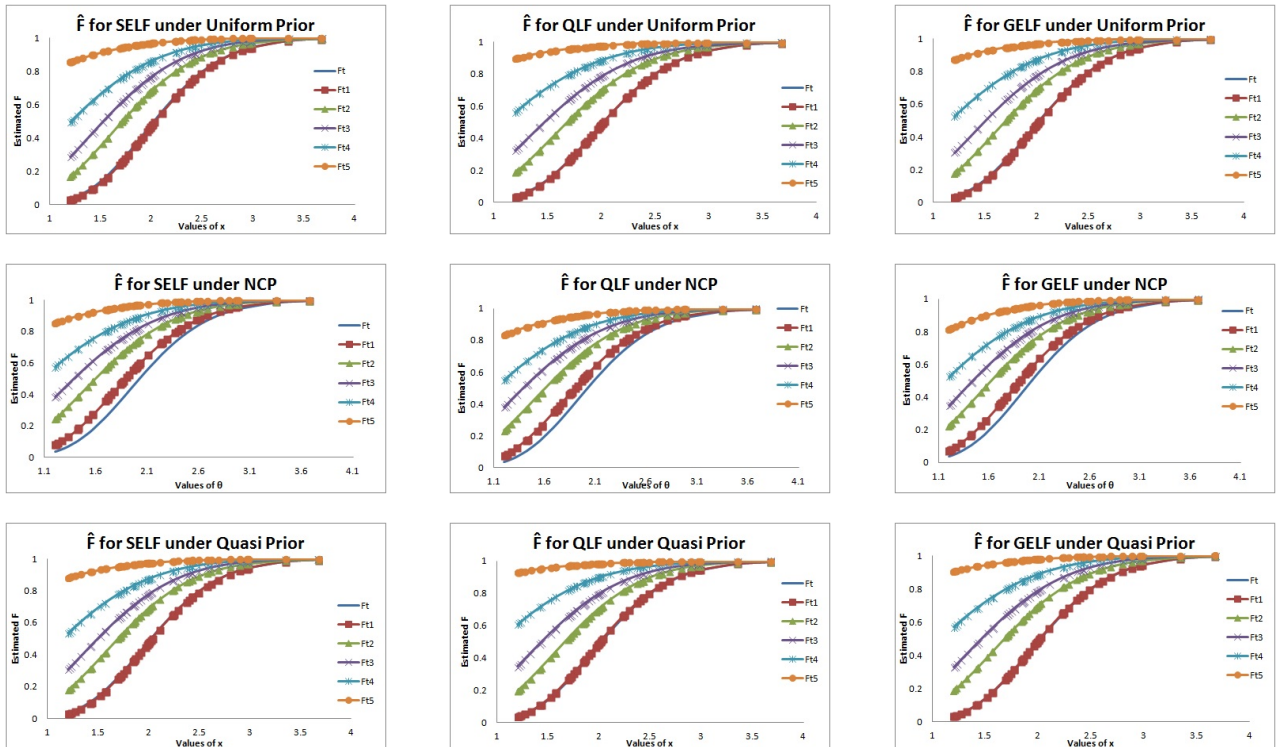 F̂ for SELF under Uniform Prior
1
0.8
0.6
0.4
0.2
0
Estimated F
1 1.5 2 2.5 3 3.5 4
Values of x
Ft
Ft1
Ft2
Ft3
Ft4
Ft5
F̂ for QLF under Uniform Prior
1
0.8
0.6
0.4
0.2
0
Estimated F
1 1.5 2 2.5 3 3.5 4
Values of x
Ft
Ft1
Ft2
Ft3
Ft4
Ft5
F̂ for GELF under Uniform Prior
1
0.8
0.6
0.4
0.2
0
Estimated F
1 1.5 2 2.5 3 3.5 4
Values of x
Ft
Ft1
Ft2
Ft3
Ft4
Ft5
F̂ for SELF under NCP
1
0.8
0.6
0.4
0.2
0
Estimated F
1.1 1.6 2.1 2.6 3.1 3.6 4.1
Values of θ
Ft
Ft1
Ft2
Ft3
Ft4
Ft5
F̂ for QLF under NCP
1
0.8
0.6
0.4
0.2
0
Estimated F
1.1 1.6 2.1 2.6 3.1 3.6 4.1
Values of θ
Ft
Ft1
Ft2
Ft3
Ft4
Ft5
F̂ for GELF under NCP
1
0.8
0.6
0.4
0.2
0
Estimated F
1.1 1.6 2.1 2.6 3.1 3.6 4.1
Values of θ
Ft
Ft1
Ft2
Ft3
Ft4
Ft5
F̂ for SELF under Quasi Prior
1
0.8
0.6
0.4
0.2
0
Estimated F
1 1.5 2 2.5 3 3.5 4
Values of x
Ft
Ft1
Ft2
Ft3
Ft4
Ft5
F̂ for QLF under Quasi Prior
1
0.8
0.6
0.4
0.2
0
Estimated F
1 1.5 2 2.5 3 3.5 4
Values of x
Ft
Ft1
Ft2
Ft3
Ft4
Ft5
F̂ for GELF under Quasi Prior
1
0.8
0.6
0.4
0.2
0
Estimated F
1 1.5 2 2.5 3 3.5 4
Values of x
Ft
Ft1
Ft2
Ft3
Ft4
Ft5